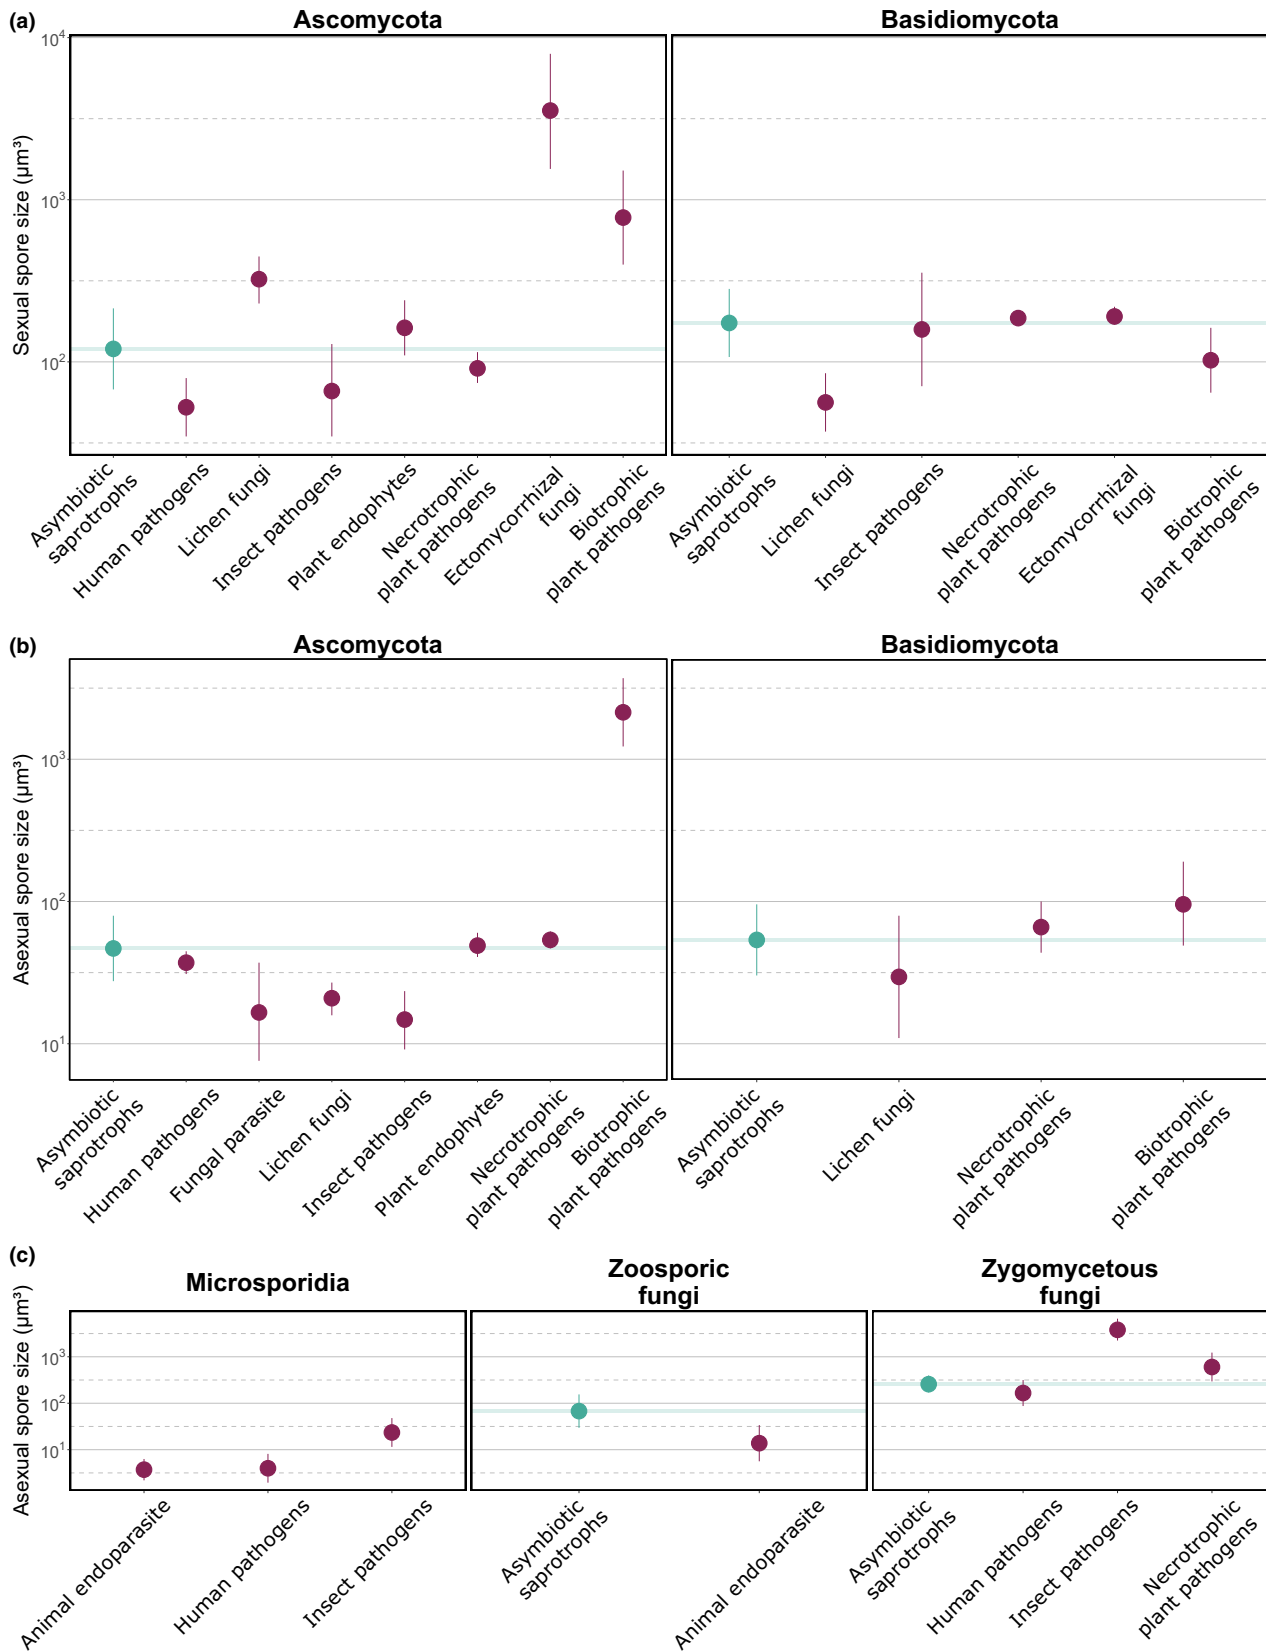 (a)
Ascomycota
Basidiomycota
Sexual spore size (µm³)
10⁴
10³
10²
Asymbiotic
saprotrophs
Human pathogens
Lichen fungi
Insect pathogens
Plant endophytes
Necrotrophic
plant pathogens
Ectomycorrhizal
fungi
Biotrophic
plant pathogens
Asymbiotic
saprotrophs
Lichen fungi
Insect pathogens
Necrotrophic
plant pathogens
Ectomycorrhizal
fungi
Biotrophic
plant pathogens
(b)
Ascomycota
Basidiomycota
Asexual spore size (µm³)
10³
10²
10¹
Asymbiotic
saprotrophs
Human pathogens
Fungal parasite
Lichen fungi
Insect pathogens
Plant endophytes
Necrotrophic
plant pathogens
Biotrophic
plant pathogens
Asymbiotic
saprotrophs
Lichen fungi
Necrotrophic
plant pathogens
Biotrophic
plant pathogens
(c)
Microsporidia
Zoosporic
fungi
Zygomycetous
fungi
Asexual spore size (µm³)
10³
10²
10¹
Animal endoparasite
Human pathogens
Insect pathogens
Asymbiotic
saprotrophs
Animal endoparasite
Asymbiotic
saprotrophs
Human pathogens
Insect pathogens
Necrotrophic
plant pathogens